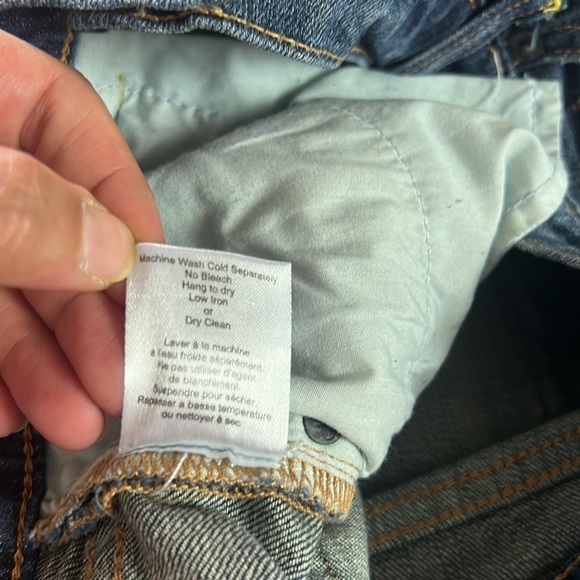 Machine Wash Cold Separately
No Bleach
Hang to dry
Low Iron
or
Dry Clean
Laver à la machine
à l'eau froide séparément.
Ne pas utiliser d'agent
de blanchiment.
Suspendre pour sécher.
Repasser a basse température
ou nettoyer à sec